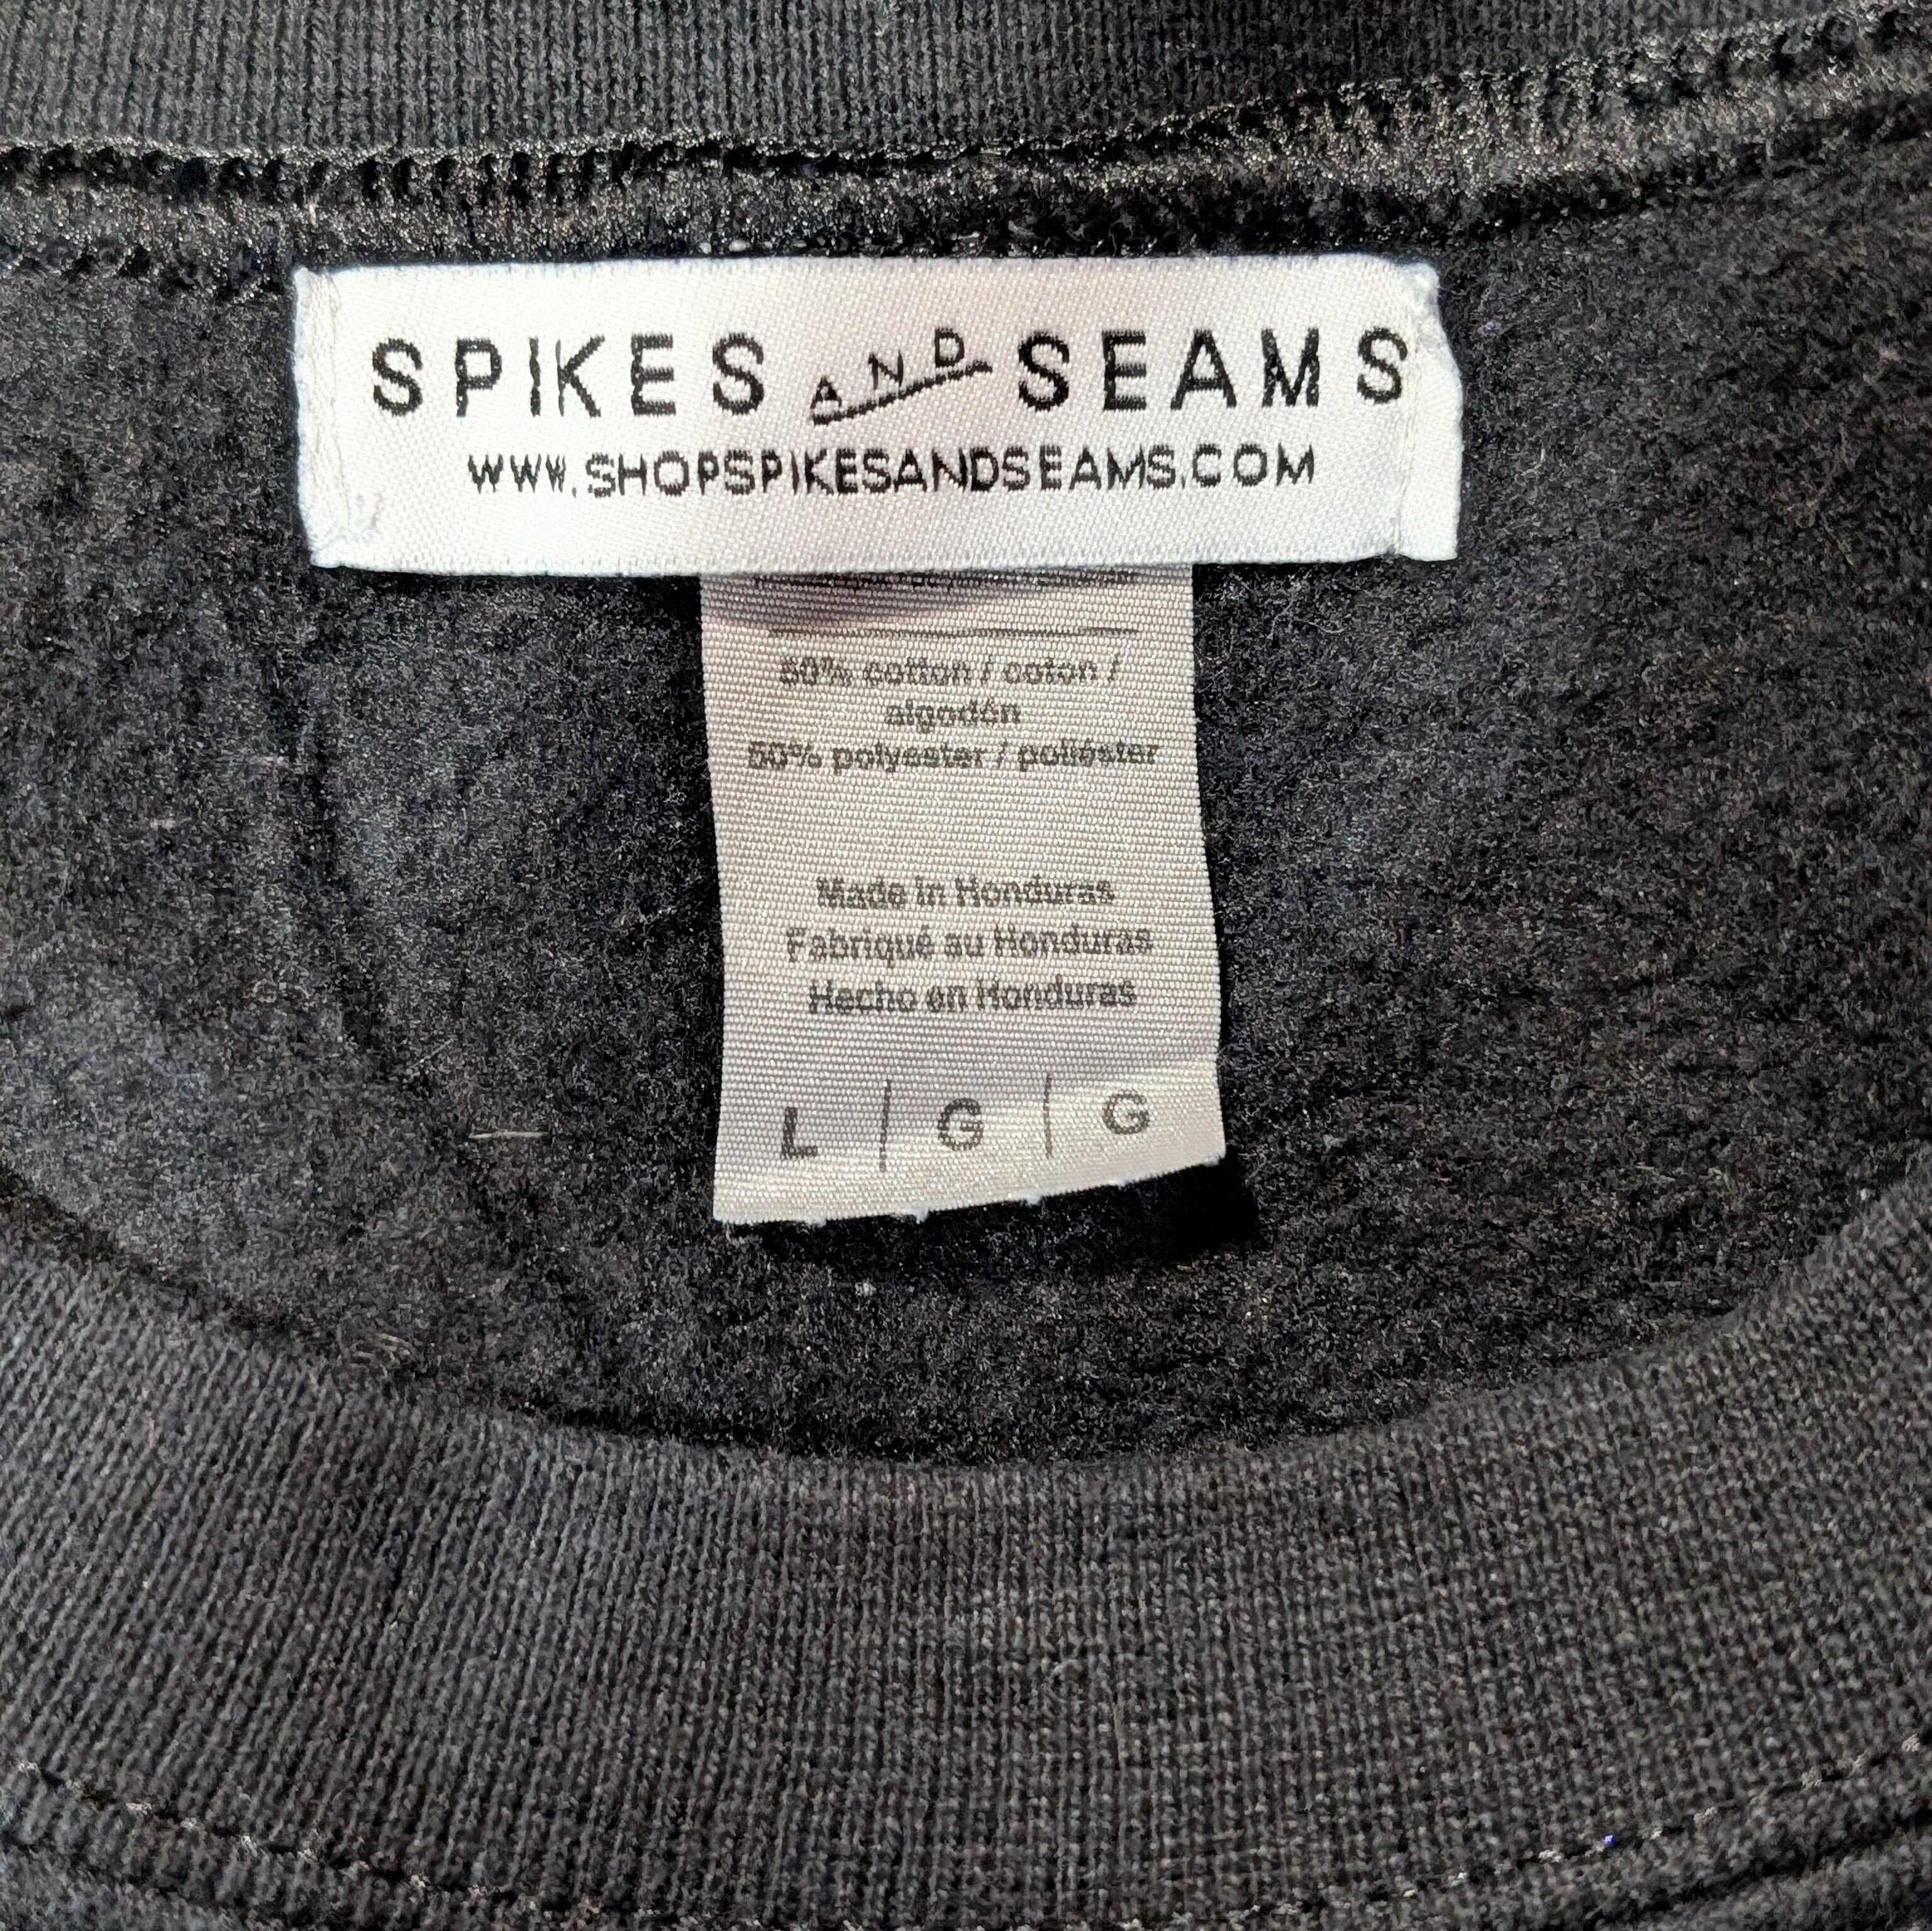 SPIKES AND SEAMS
WWW.SHOPSPIKESANDSEAMS.COM
50% cotton / coton /
algodón
50% polyester / poliéster
Made in Honduras
Fabriqué au Honduras
Hecho en Honduras
L | G | G